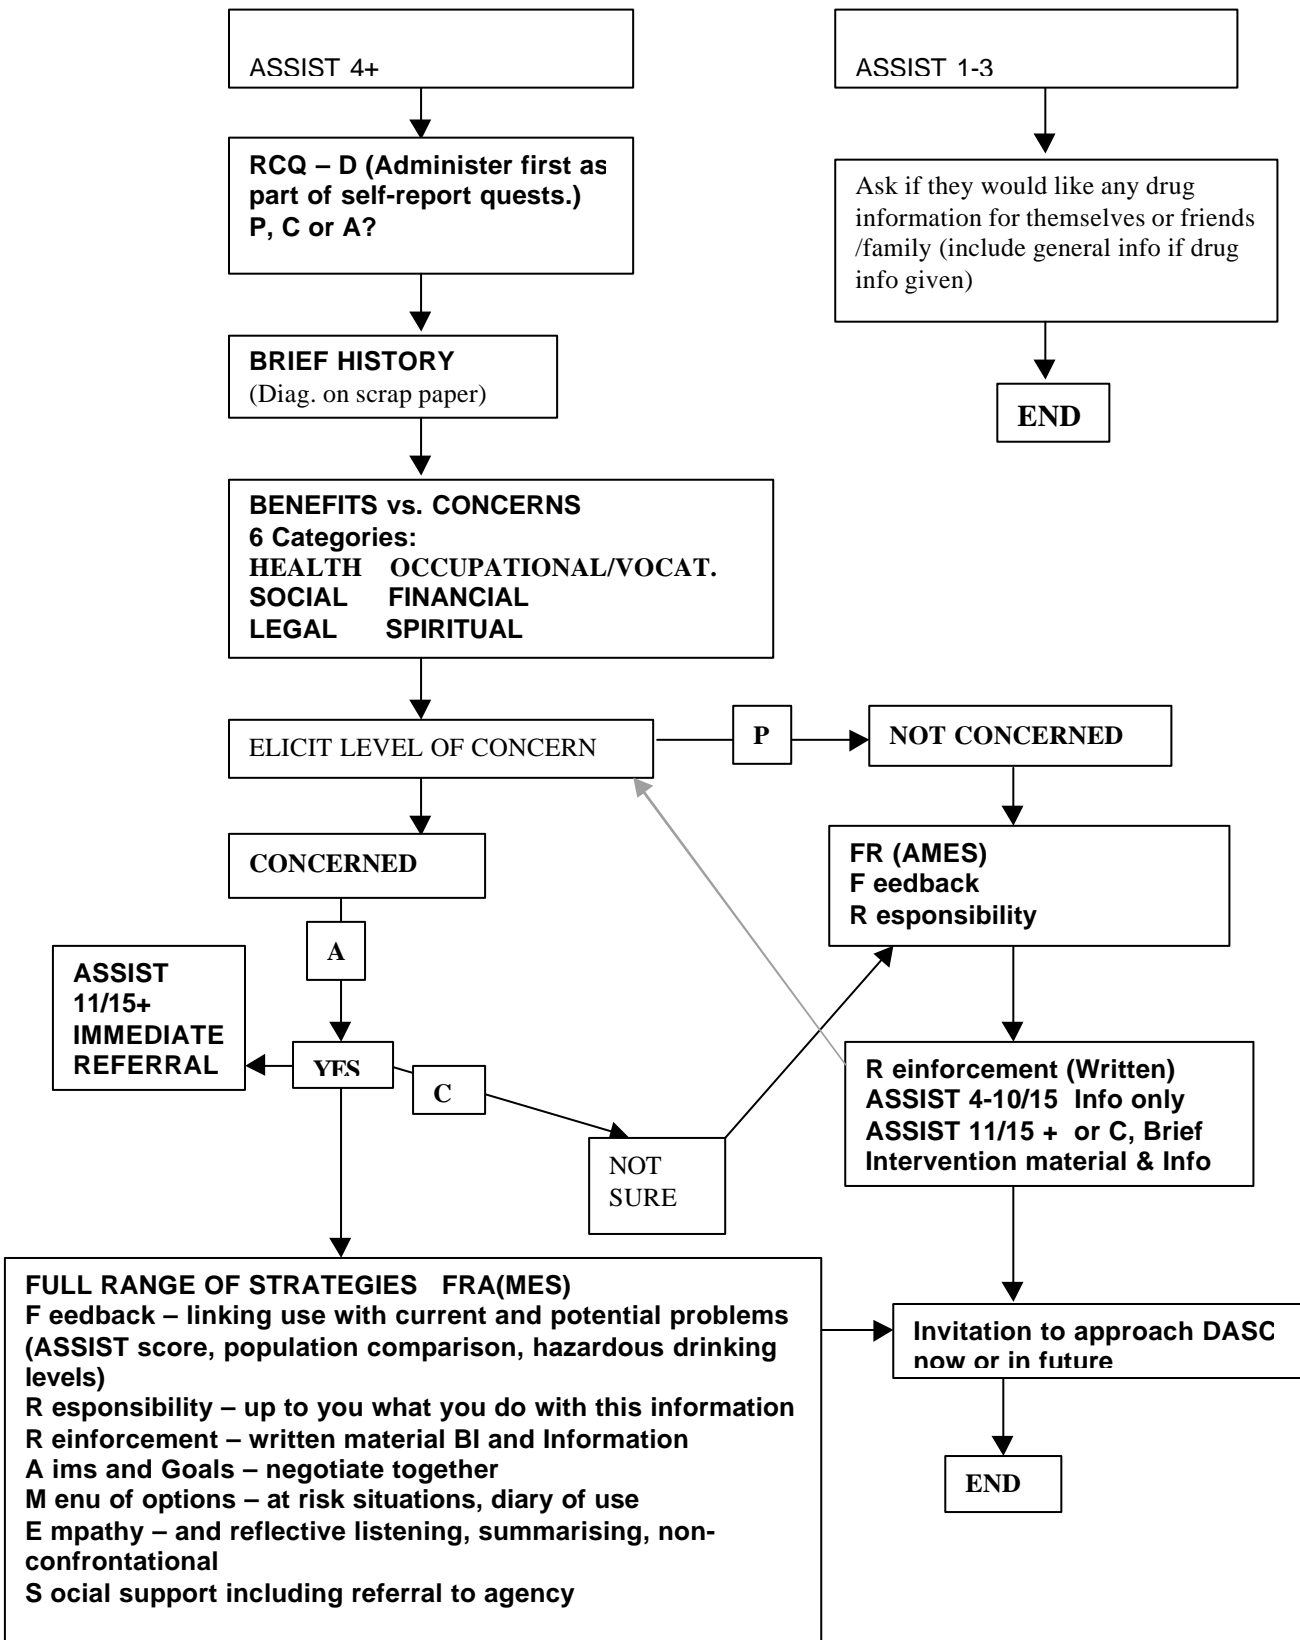 ASSIST 4+
ASSIST 1-3
RCQ – D (Administer first as
part of self-report quests.)
P, C or A?
Ask if they would like any drug
information for themselves or friends
/family (include general info if drug
info given)
BRIEF HISTORY
(Diag. on scrap paper)
END
BENEFITS vs. CONCERNS
6 Categories:
HEALTH OCCUPATIONAL/VOCAT.
SOCIAL FINANCIAL
LEGAL SPIRITUAL
ELICIT LEVEL OF CONCERN
P
NOT CONCERNED
CONCERNED
FR (AMES)
F eedback
R esponsibility
A
ASSIST
11/15+
IMMEDIATE
REFERRAL
YES
C
NOT
SURE
R einforcement (Written)
ASSIST 4-10/15 Info only
ASSIST 11/15 + or C, Brief
Intervention material & Info
FULL RANGE OF STRATEGIES FRA(MES)
F eedback – linking use with current and potential problems
(ASSIST score, population comparison, hazardous drinking
levels)
R esponsibility – up to you what you do with this information
R einforcement – written material BI and Information
A ims and Goals – negotiate together
M enu of options – at risk situations, diary of use
E mpathy – and reflective listening, summarising, non-
confrontational
S ocial support including referral to agency
Invitation to approach DASC
now or in future
END